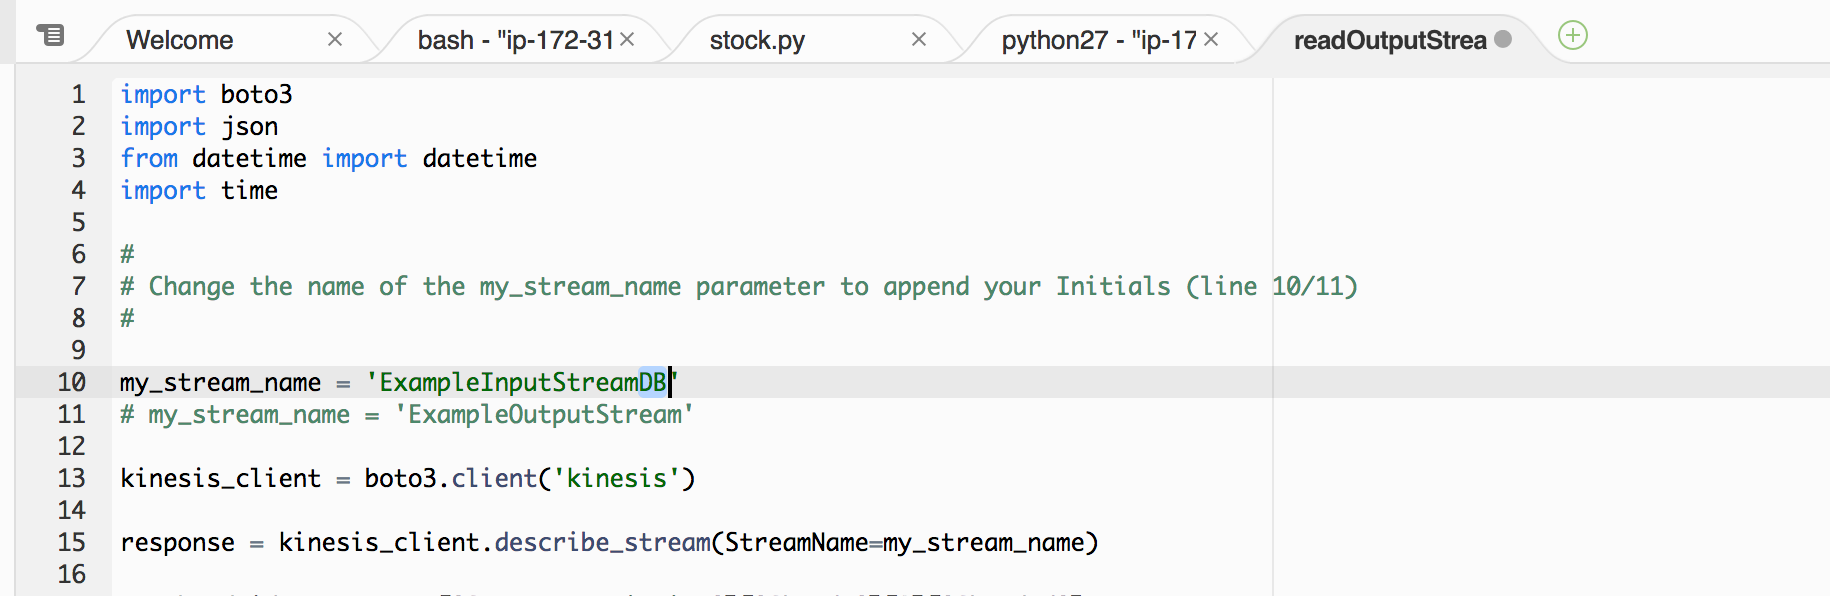 Welcome
bash - "ip-172-31
stock.py
python27 - "ip-17
readOutputStrea
1 import boto3
2 import json
3 from datetime import datetime
4 import time
5
6 #
7 # Change the name of the my_stream_name parameter to append your Initials (line 10/11)
8 #
9
10 my_stream_name = 'ExampleInputStreamDB'
11 # my_stream_name = 'ExampleOutputStream'
12
13 kinesis_client = boto3.client('kinesis')
14
15 response = kinesis_client.describe_stream(StreamName=my_stream_name)
16